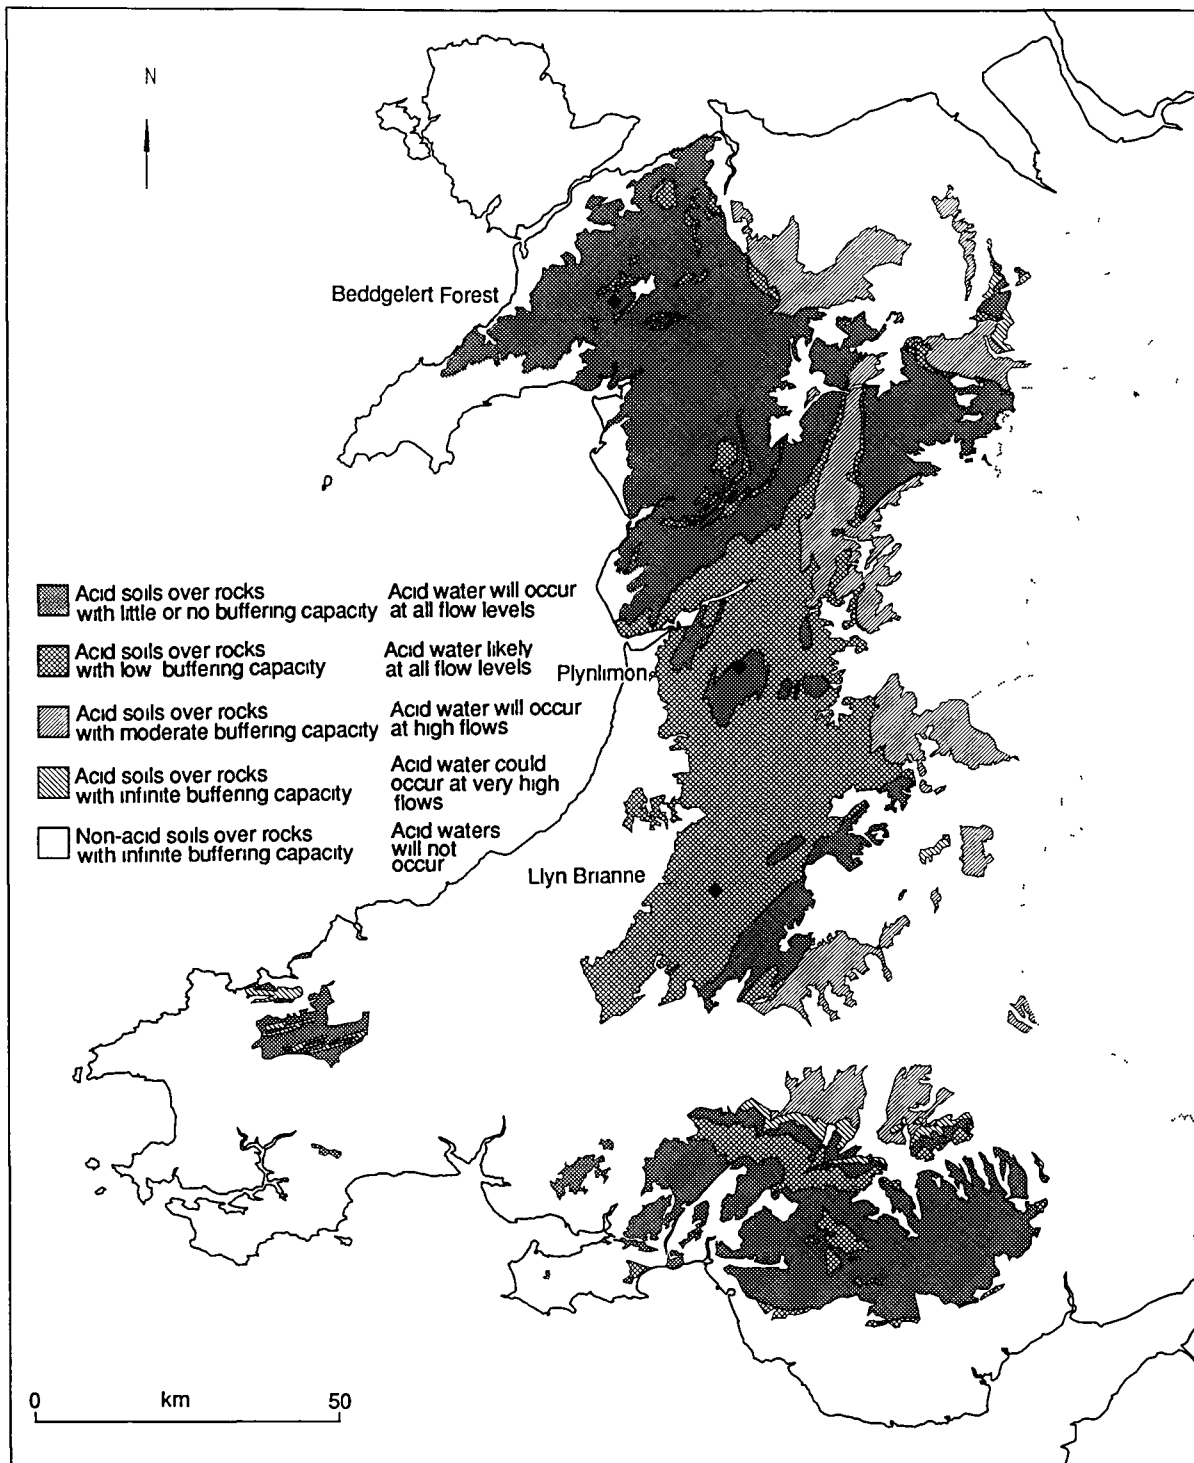 N
Beddgelert Forest
Acid soils over rocks
with little or no buffering capacity
Acid water will occur
at all flow levels
Acid soils over rocks
with low buffering capacity
Acid water likely
at all flow levels
Plynlimon
Acid soils over rocks
with moderate buffering capacity
Acid water will occur
at high flows
Acid soils over rocks
with infinite buffering capacity
Acid water could
occur at very high
flows
Non-acid soils over rocks
with infinite buffering capacity
Acid waters
will not
occur
Llyn Brianne
0 km 50